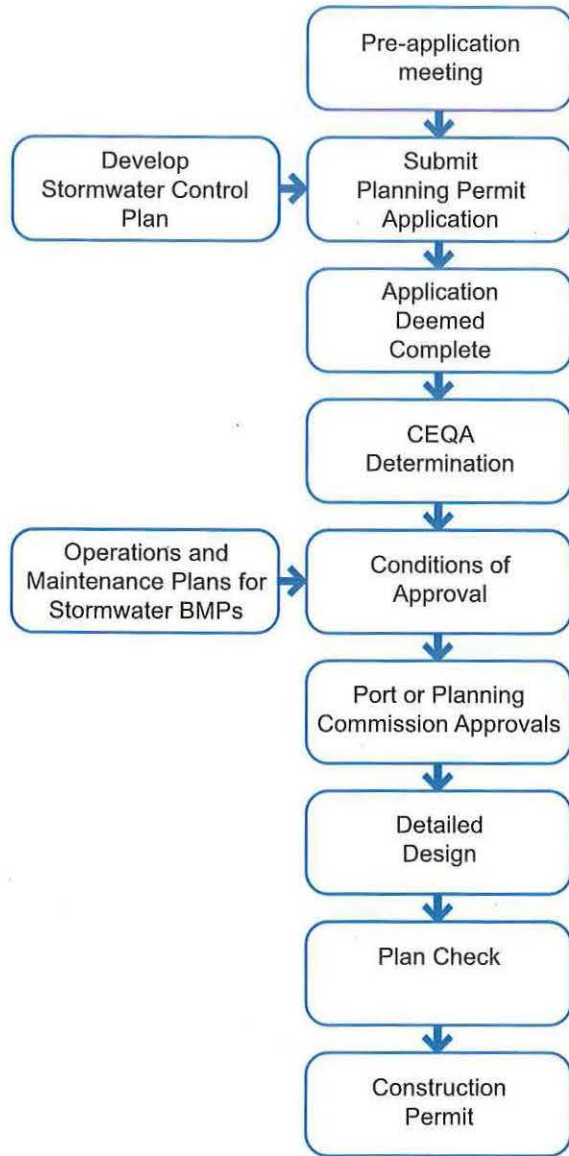 Pre-application
meeting
Develop
Stormwater Control
Plan
Submit
Planning Permit
Application
Application
Deemed
Complete
CEQA
Determination
Operations and
Maintenance Plans for
Stormwater BMPs
Conditions of
Approval
Port or Planning
Commission Approvals
Detailed
Design
Plan Check
Construction
Permit